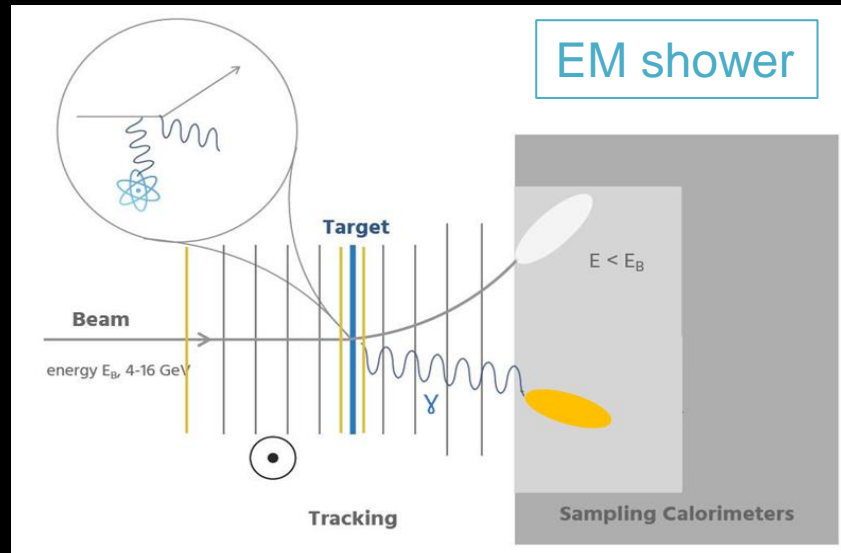 EM shower
Target
E < E_B
Beam
energy E_B, 4-16 GeV
γ
Tracking
Sampling Calorimeters